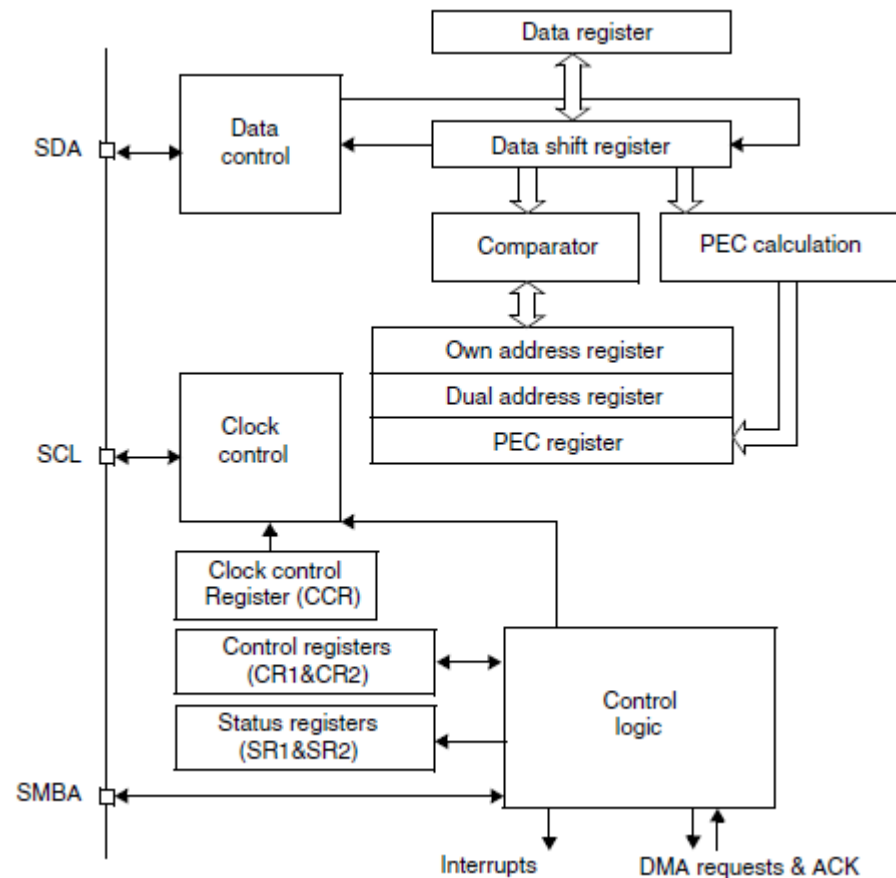 Data register
SDA
Data
control
Data shift register
Comparator
PEC calculation
Own address register
Dual address register
PEC register
SCL
Clock
control
Clock control
Register (CCR)
Control registers
(CR1&CR2)
Status registers
(SR1&SR2)
Control
logic
SMBA
Interrupts
DMA requests & ACK